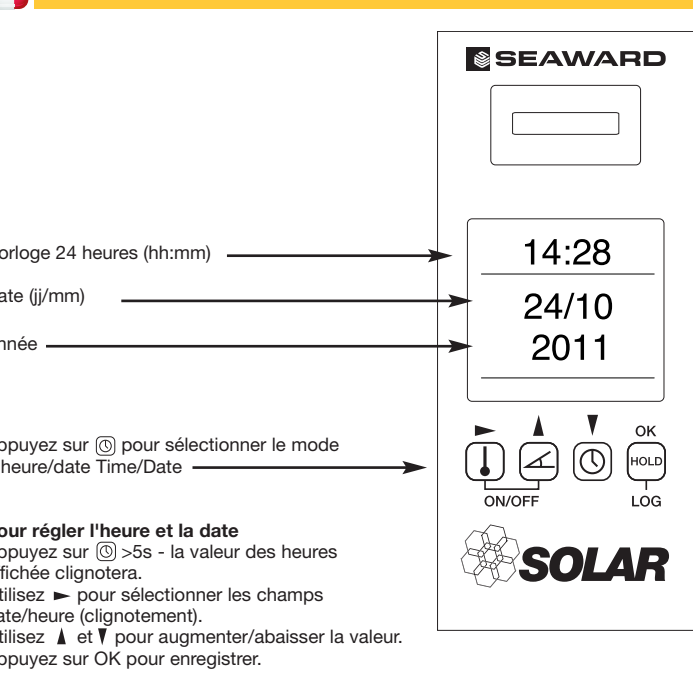 SEAWARD
orloge 24 heures (hh:mm)
14:28
ate (jj/mm)
24/10
nnée
2011
ppuyez sur pour sélectionner le mode
heure/date Time/Date
OK
HOLD
ON/OFF
LOG
our régler l'heure et la date
ppuyez sur >5s - la valeur des heures
fichée clignotera.
tilisez ► pour sélectionner les champs
ate/heure (clignotement).
tilisez ▲ et ▼ pour augmenter/abaisser la valeur.
ppuyez sur OK pour enregistrer.
SOLAR